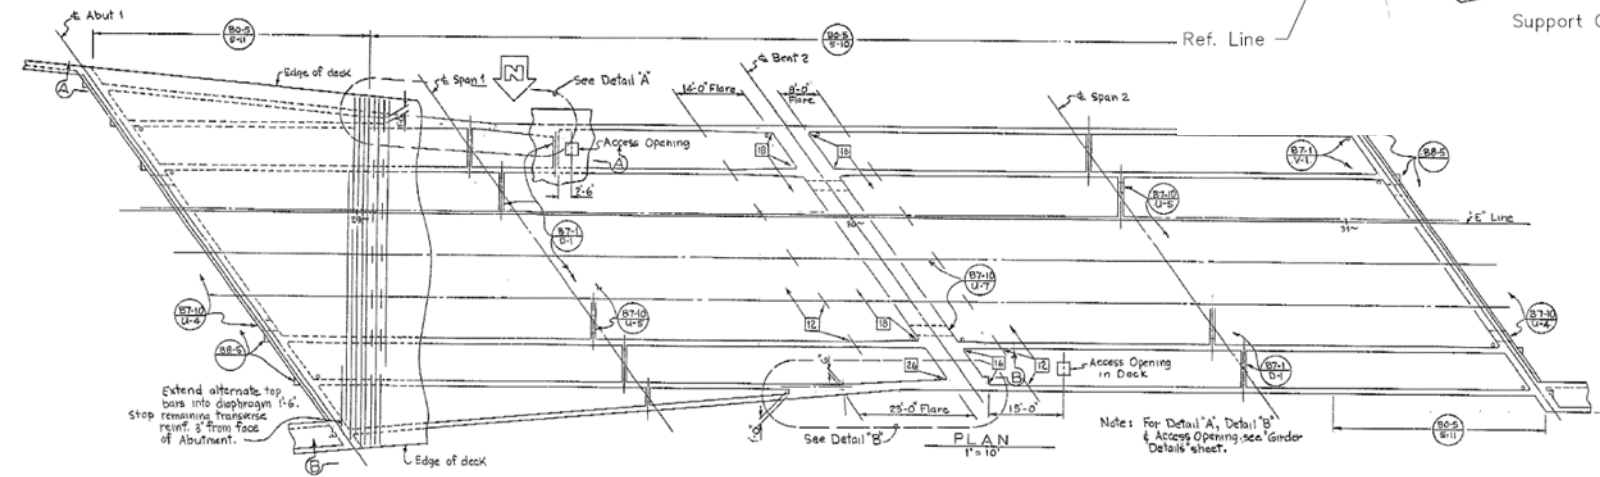 ℄ Abut 1
B0-5
5-11
B0-5
5-10
Ref. Line
Support
Edge of deck
℄ Span 1
N
See Detail "A"
14'-0" Flare
℄ Bent 2
8'-0"
Flare
℄ Span 2
A
Access Opening
A
18
16
B7-1
V-1
B8-5
2'-6"
B7-10
U-5
"E" Line
29
30
31
B7-1
D-1
B7-10
U-7
B7-10
U-4
B7-10
U-5
12
18
B7-10
U-4
B8-5
26
16
B
12
Access Opening
in Deck
B7-1
D-1
Extend alternate top
bars into diaphragm 1'-6".
Stop remaining transverse
reinf. 3" from face
of Abutment.
23'-0" Flare
15'-0"
See Detail "B"
PLAN
1" = 10'
Note: For Detail "A", Detail "B"
& Access Opening, see "Girder
Details" sheet.
B0-5
5-11
B
Edge of deck